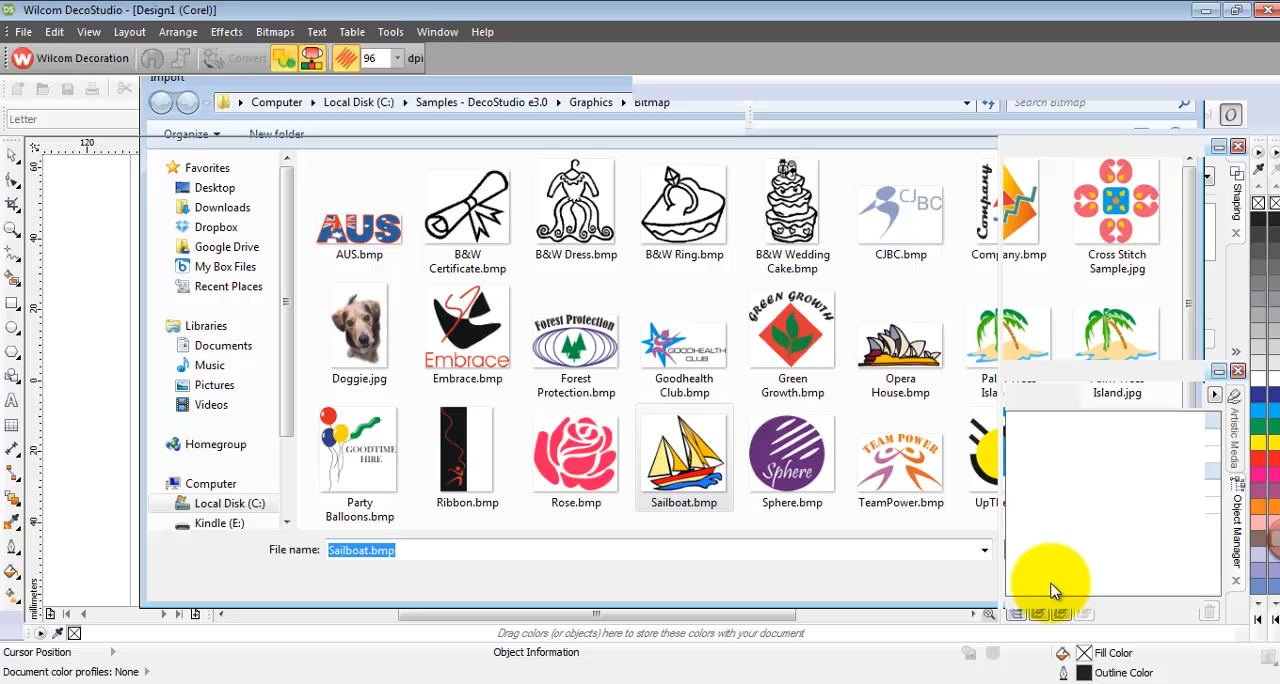 Wilcom DecoStudio - [Design1 (Corel)]
File Edit View Layout Arrange Effects Bitmaps Text Table Tools Window Help
Wilcom Decoration Convert 96 dpi
Import
Computer Local Disk (C:) Samples - DecoStudio e3.0 Graphics Bitmap Search Bitmap
Letter
Organize New folder
120
Favorites
Desktop
Downloads
Dropbox
Google Drive
My Box Files
Recent Places
Libraries
Documents
Music
Pictures
Videos
Homegroup
Computer
Local Disk (C:)
Kindle (E:)
AUS
AUS.bmp
B&W
Certificate.bmp
B&W Dress.bmp
B&W Ring.bmp
B&W Wedding
Cake.bmp
CJBC
CJBC.bmp
Company
Company.bmp
Cross Stitch
Sample.jpg
Doggie.jpg
Embrace
Embrace.bmp
Forest Protection
Forest
Protection.bmp
GOODHEALTH
CLUB
Goodhealth
Club.bmp
GREEN GROWTH
Green
Growth.bmp
Opera
House.bmp
Island.jpg
GOODTIME
HIRE
Party
Balloons.bmp
Ribbon.bmp
Rose.bmp
Sailboat.bmp
Sphere
Sphere.bmp
TEAM POWER
TeamPower.bmp
File name: Sailboat.bmp
Shaping
Artistic Media
Object Manager
millimeters
Drag colors (or objects) here to store these colors with your document
Cursor Position
Object Information
Fill Color
Document color profiles: None
Outline Color